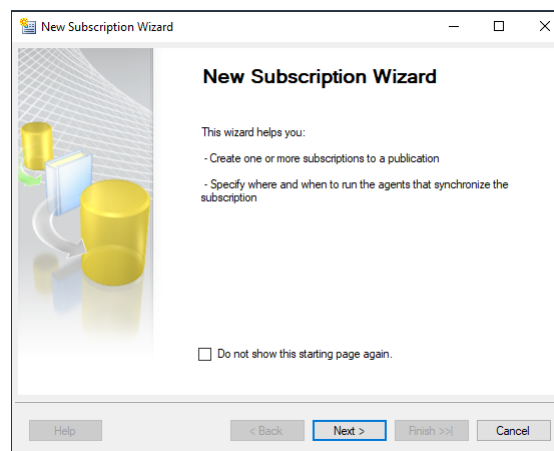 New Subscription Wizard
New Subscription Wizard
This wizard helps you:
- Create one or more subscriptions to a publication
- Specify where and when to run the agents that synchronize the
subscription
Do not show this starting page again.
Help
< Back
Next >
Finish >>|
Cancel